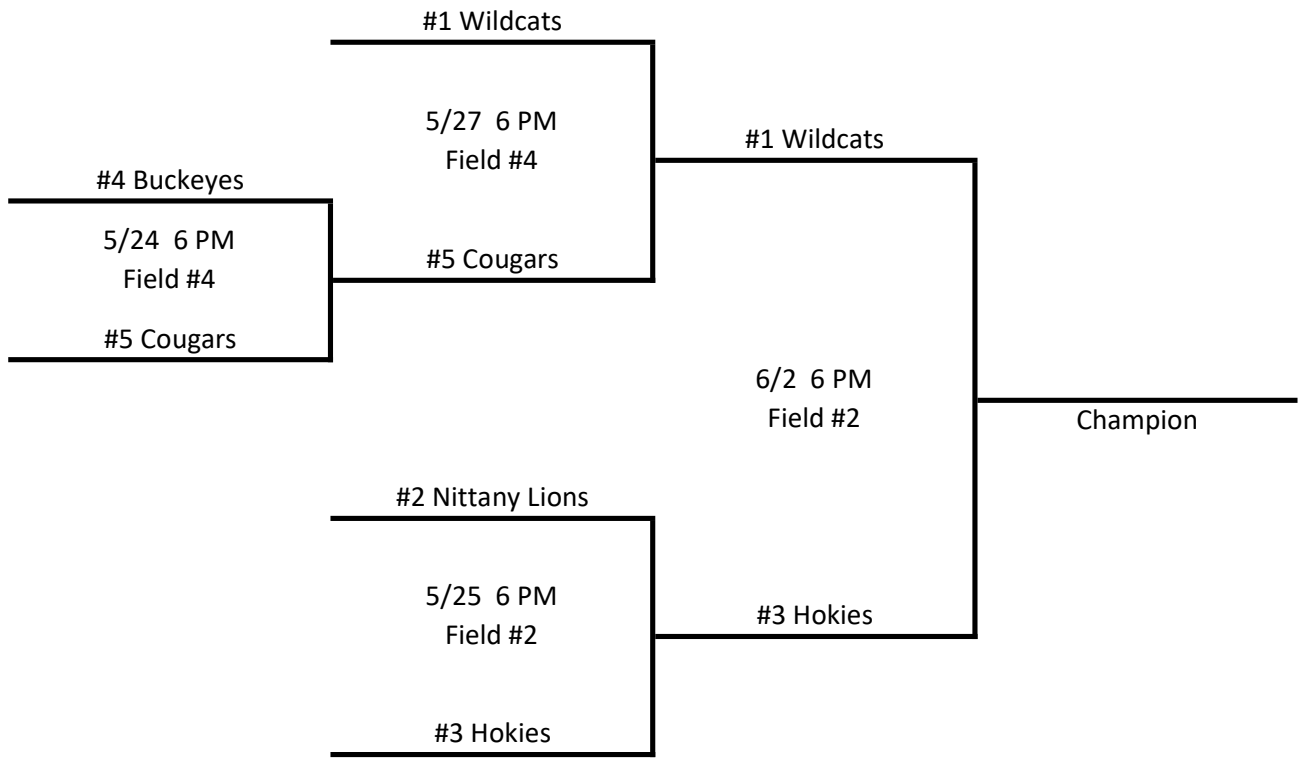 #1 Wildcats
5/27 6 PM
Field #4
#1 Wildcats
#4 Buckeyes
5/24 6 PM
Field #4
#5 Cougars
#5 Cougars
6/2 6 PM
Field #2
Champion
#2 Nittany Lions
5/25 6 PM
Field #2
#3 Hokies
#3 Hokies